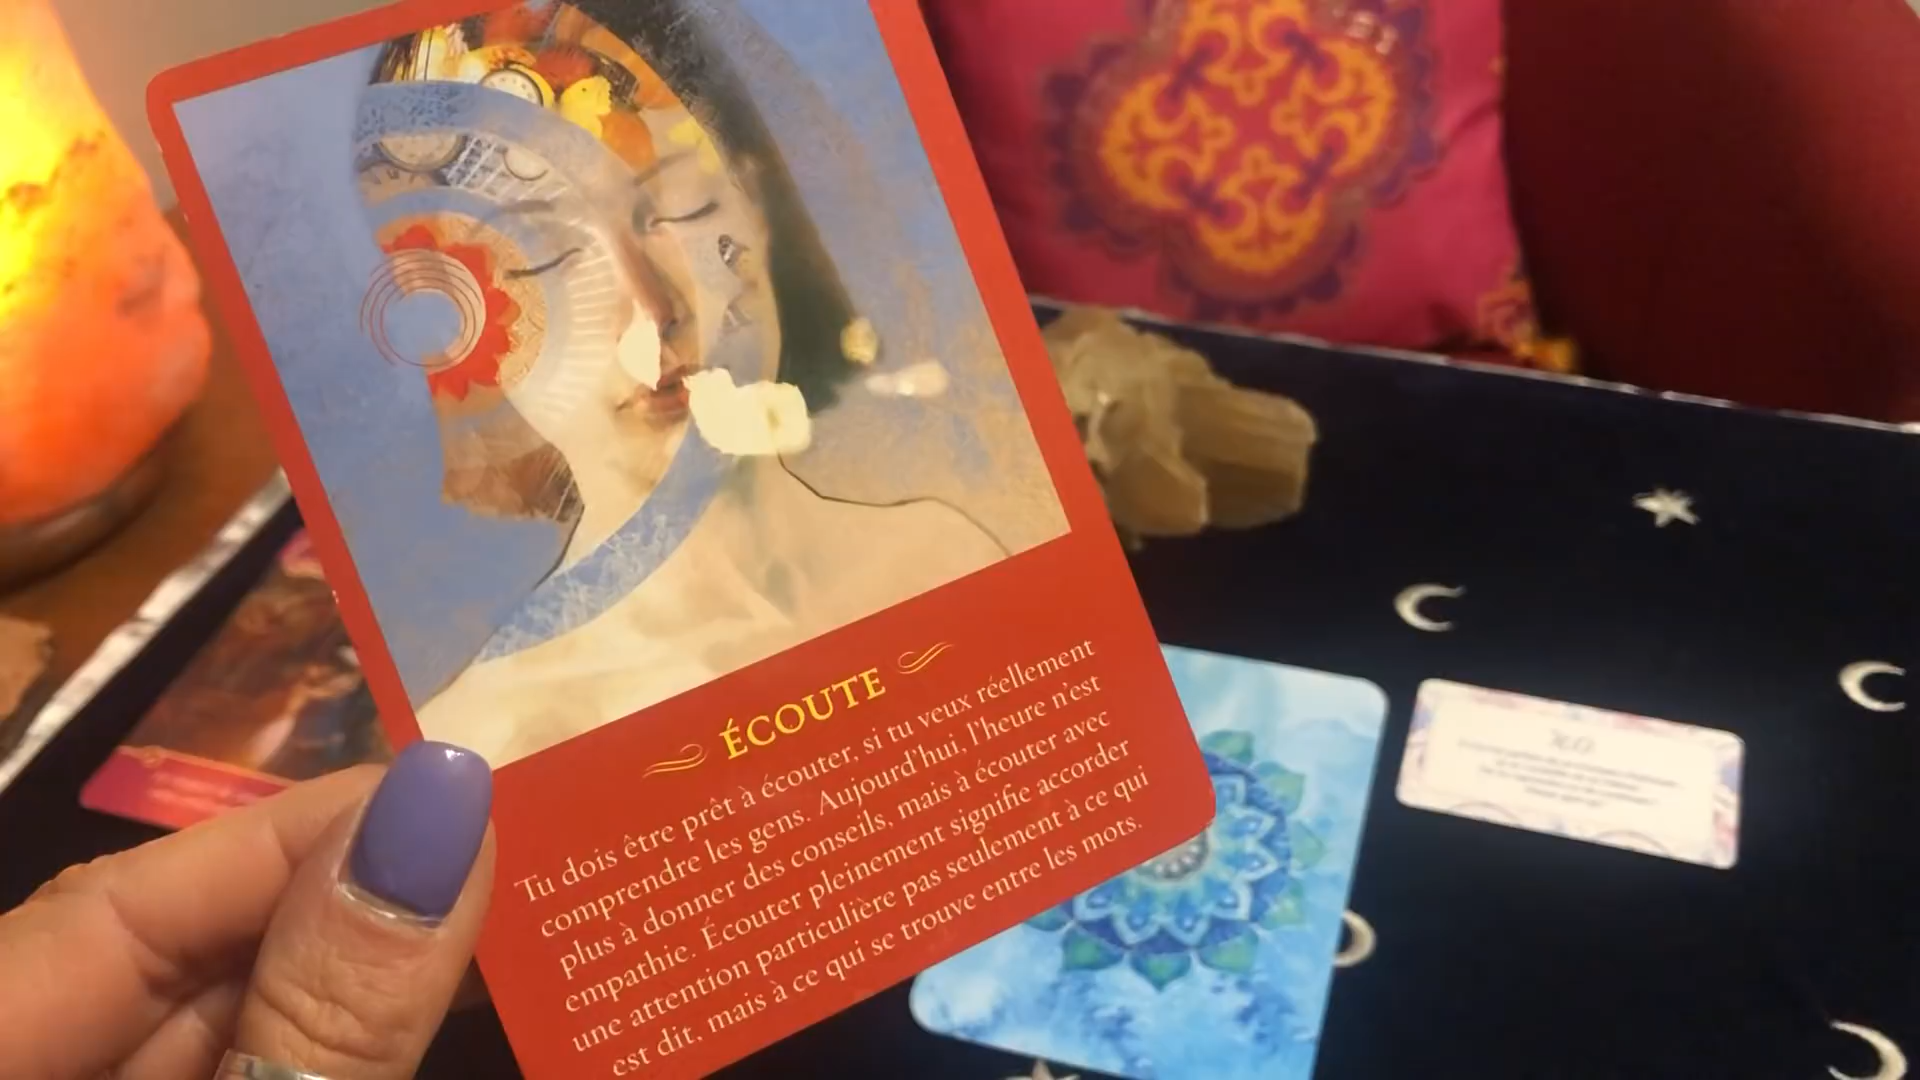 ÉCOUTE
Tu dois être prêt à écouter, si tu veux réellement
comprendre les gens. Aujourd'hui, l'heure n'est
plus à donner des conseils, mais à écouter avec
empathie. Écouter pleinement signifie accorder
une attention particulière pas seulement à ce qui
est dit, mais à ce qui se trouve entre les mots.